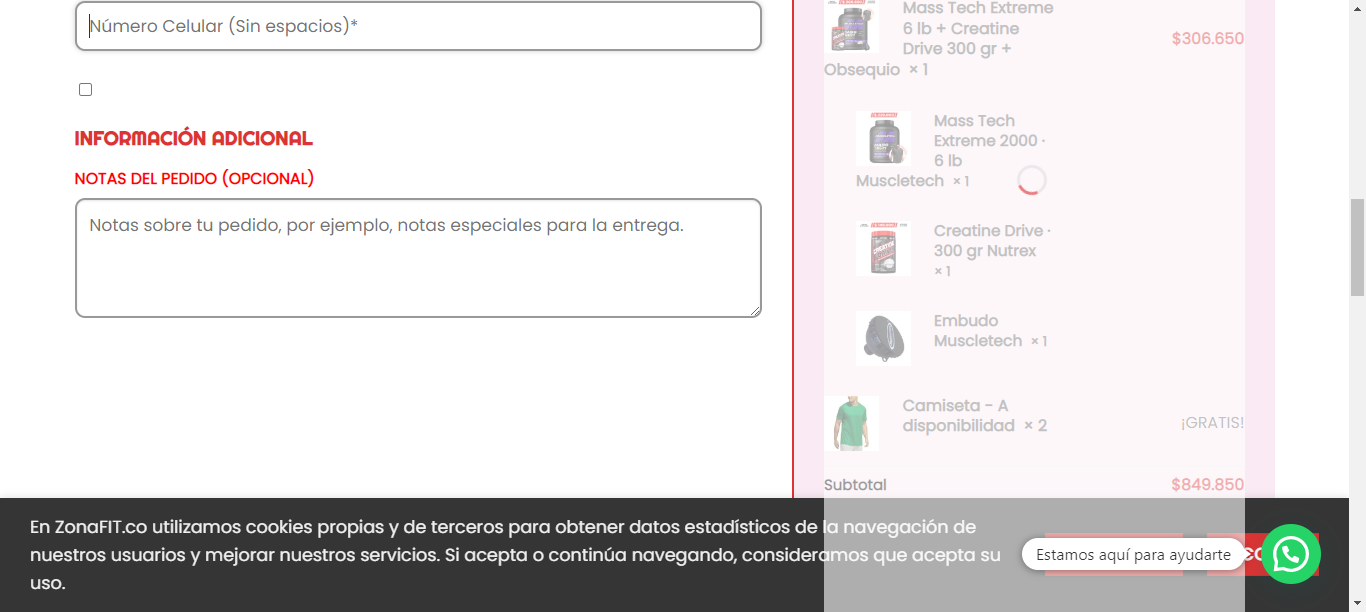 Número Celular (Sin espacios)*
INFORMACIÓN ADICIONAL
NOTAS DEL PEDIDO (OPCIONAL)
Notas sobre tu pedido, por ejemplo, notas especiales para la entrega.
Mass Tech Extreme
6 lb + Creatine
Drive 300 gr +
Obsequio × 1
$306.650
Mass Tech
Extreme 2000 ·
6 lb
Muscletech × 1
Creatine Drive ·
300 gr Nutrex
× 1
Embudo
Muscletech × 1
Camiseta - A
disponibilidad × 2
¡GRATIS!
Subtotal
$849.850
En ZonaFIT.co utilizamos cookies propias y de terceros para obtener datos estadísticos de la navegación de
nuestros usuarios y mejorar nuestros servicios. Si acepta o continúa navegando, consideramos que acepta su
uso.
Estamos aquí para ayudarte